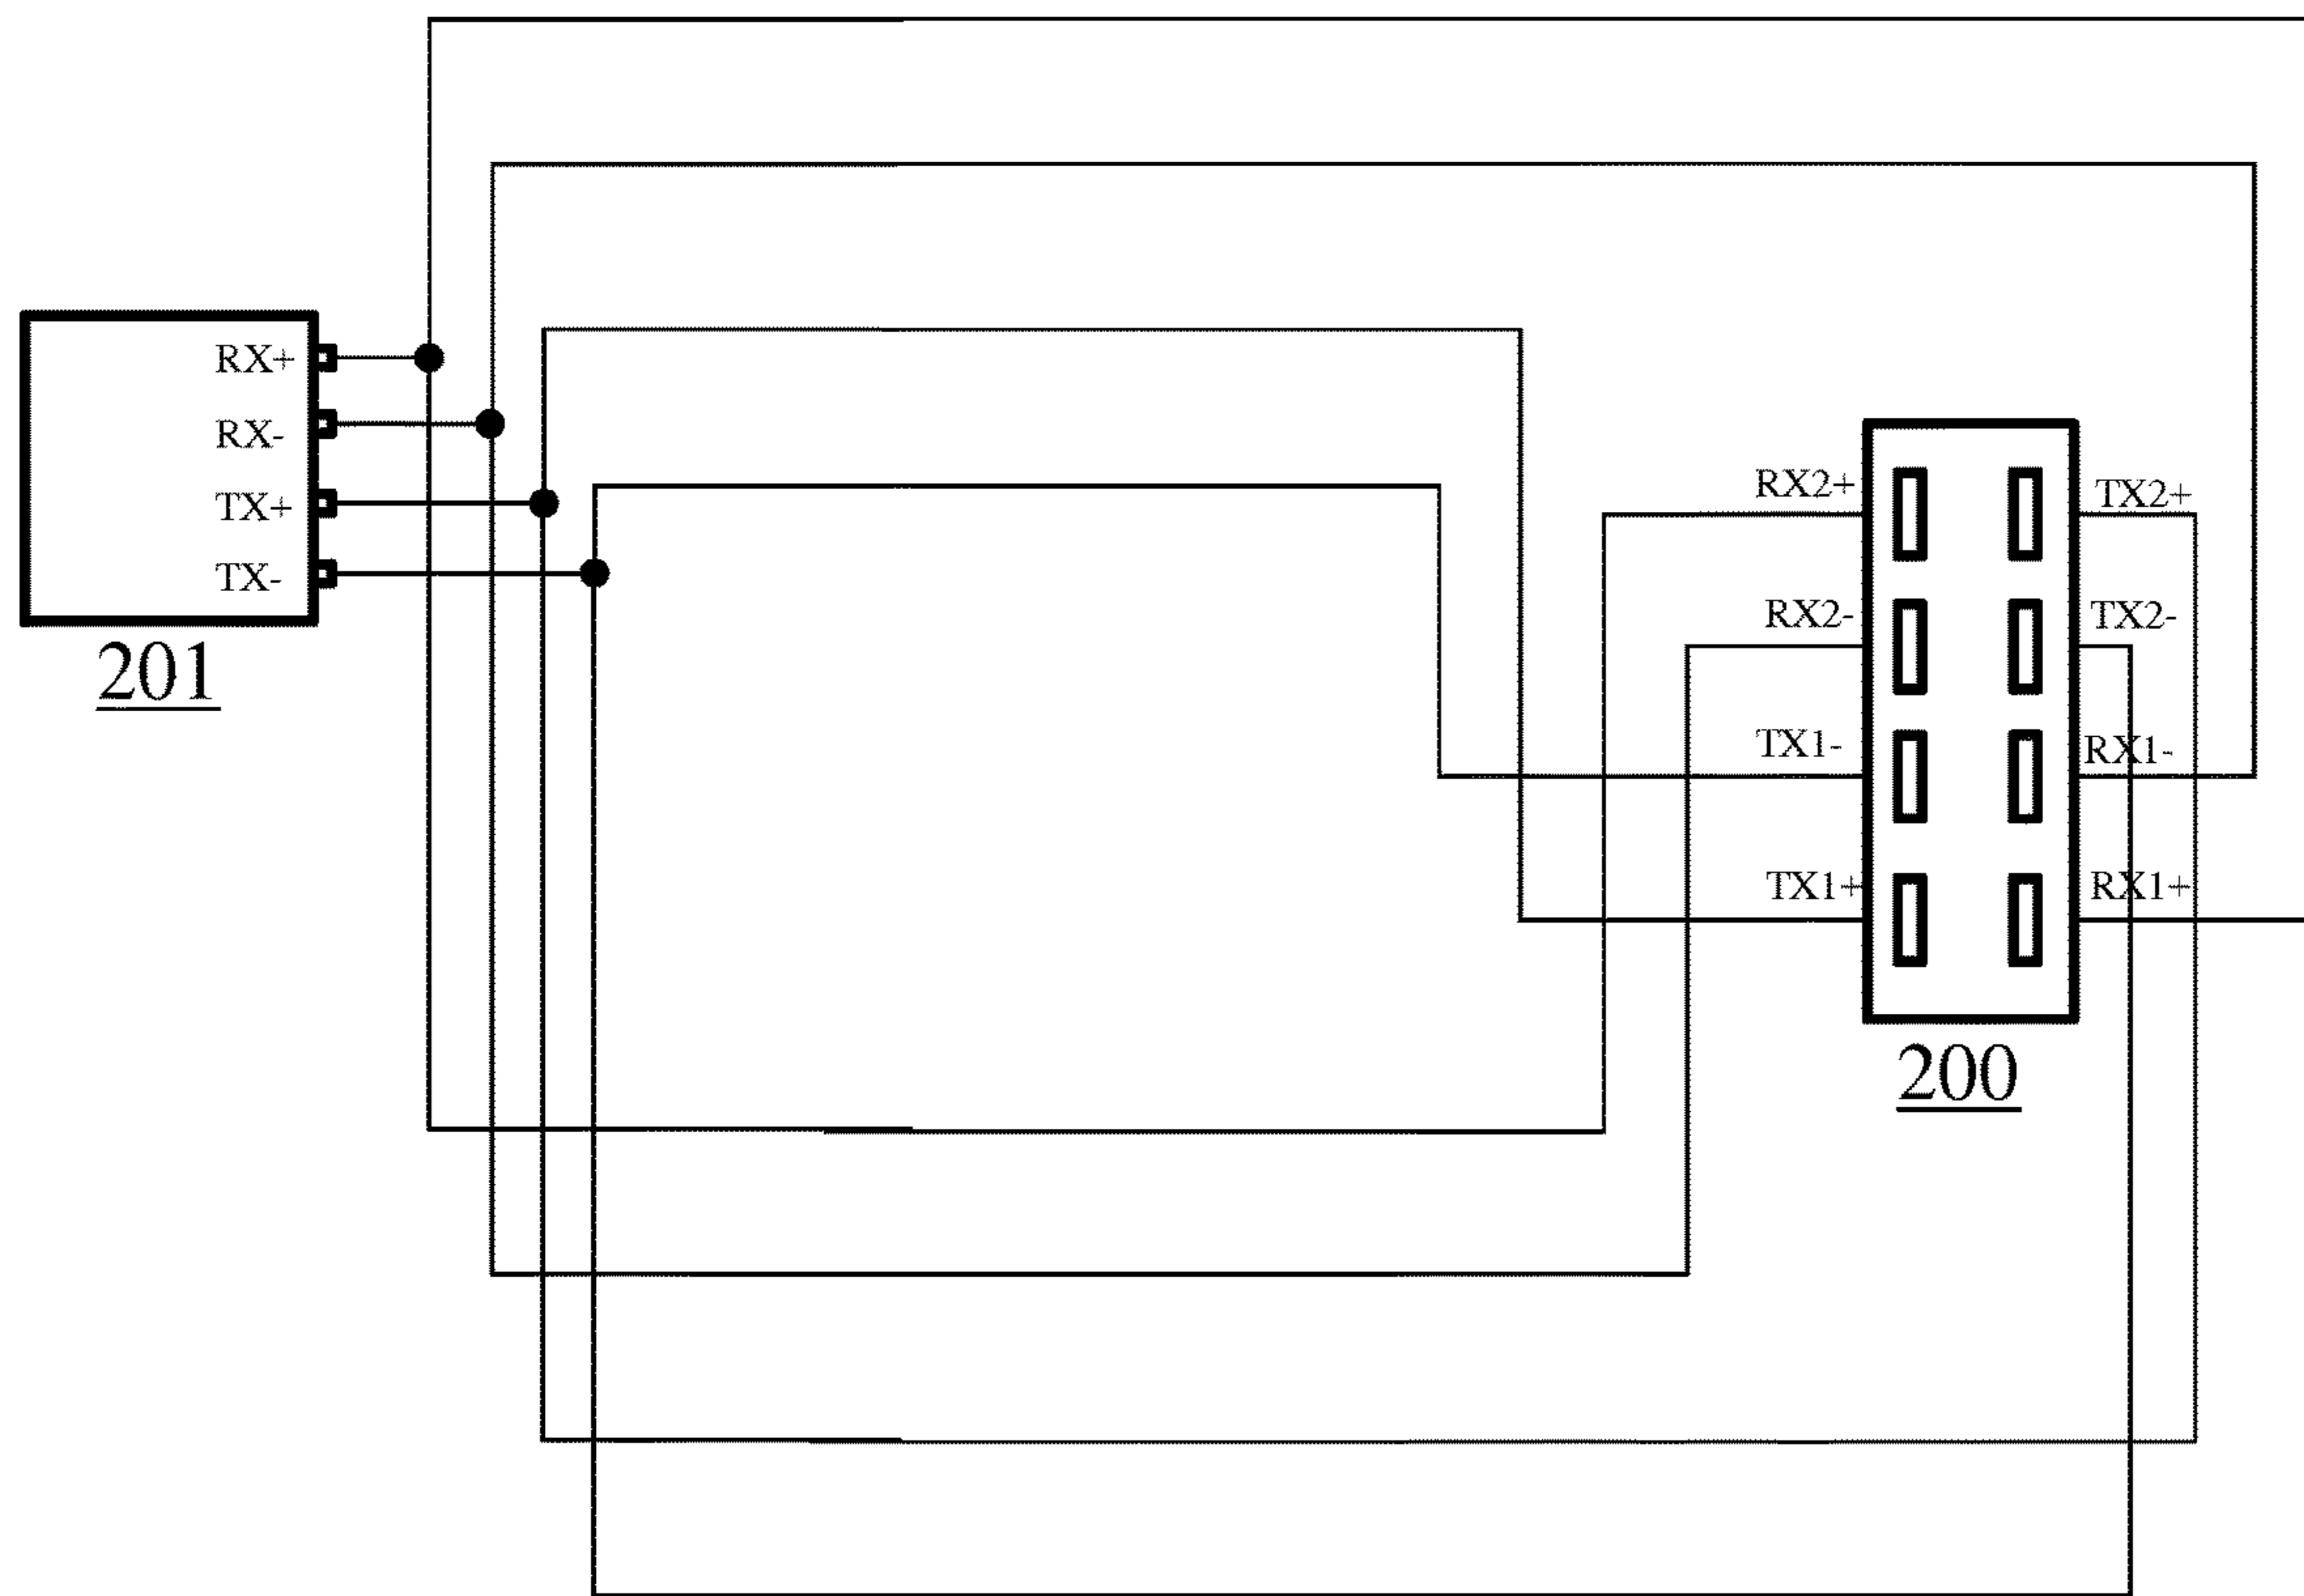 RX+
RX-
TX+
TX-
201
RX2+
TX2+
RX2-
TX2-
TX1-
RX1-
TX1+
RX1+
200